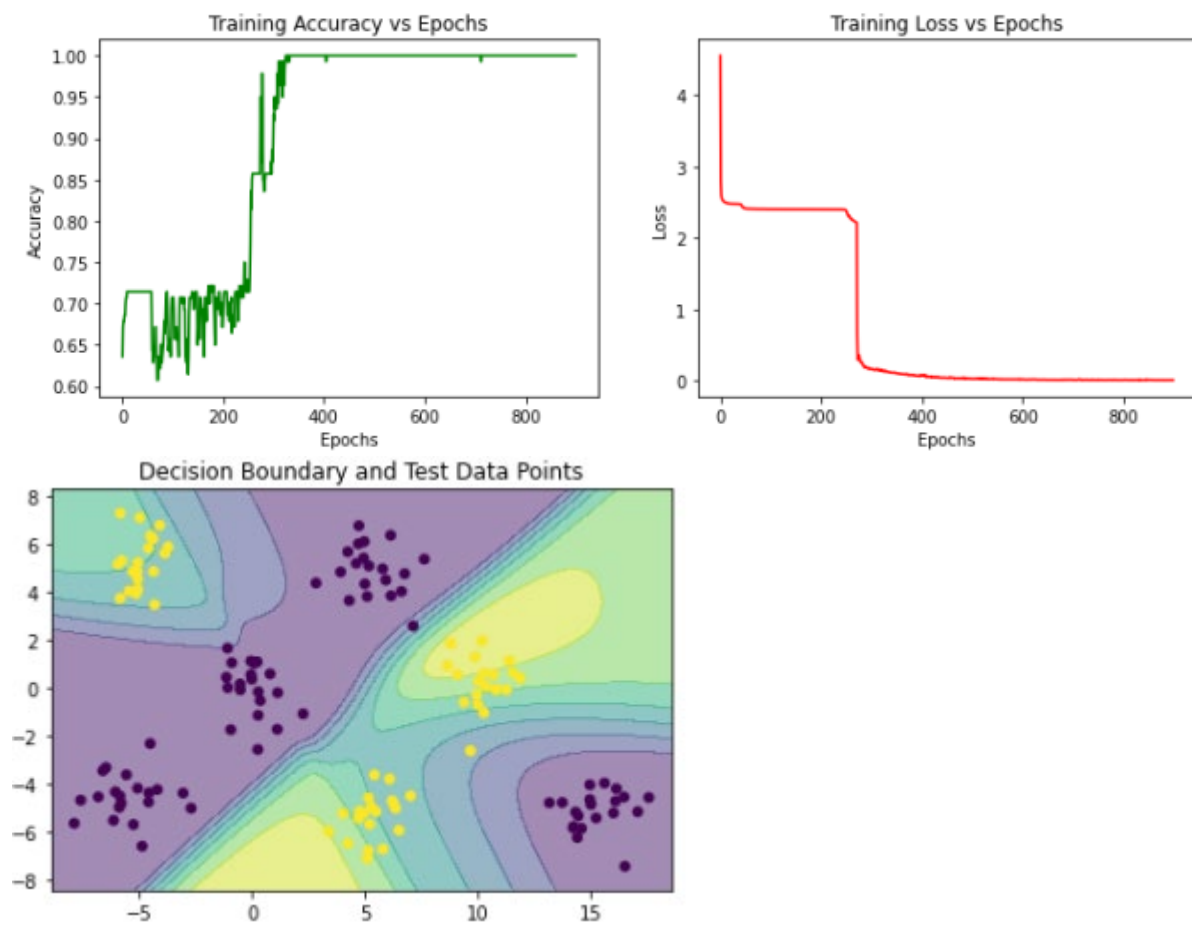 Training Accuracy vs Epochs
1.00
0.95
0.90
0.85
0.80
0.75
0.70
0.65
0.60
Accuracy
0 200 400 600 800
Epochs
Training Loss vs Epochs
4
3
2
1
0
Loss
0 200 400 600 800
Epochs
Decision Boundary and Test Data Points
8
6
4
2
0
−2
−4
−6
−8
−5 0 5 10 15